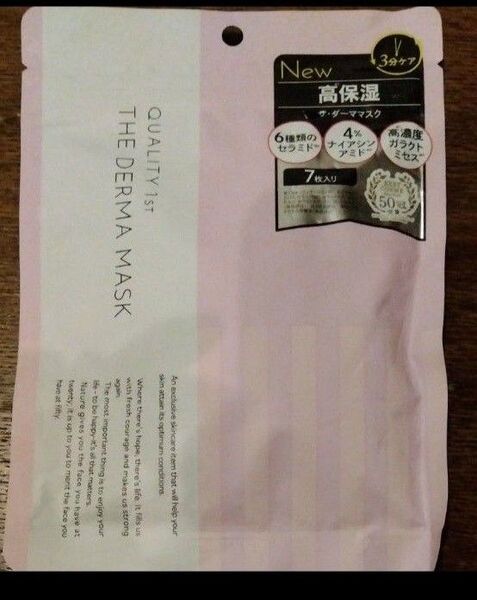 New
3分ケア
高保湿
ザ・ダーママスク
6種類の
セラミド
4%
ナイアシン
アミド
高濃度
ガラクト
ミセス
7枚入り
50
QUALITY 1ST
THE DERMA MASK
An exclusive skincare item that will help your
skin attain its optimum conditions.
Where there's hope, there's life. It fills us
with fresh courage and makes us strong
again.
The most important thing is to enjoy your
life - to be happy-it's all that matters.
Nature gives you the face you have at
twenty; it is up to you to merit the face you
have at fifty.